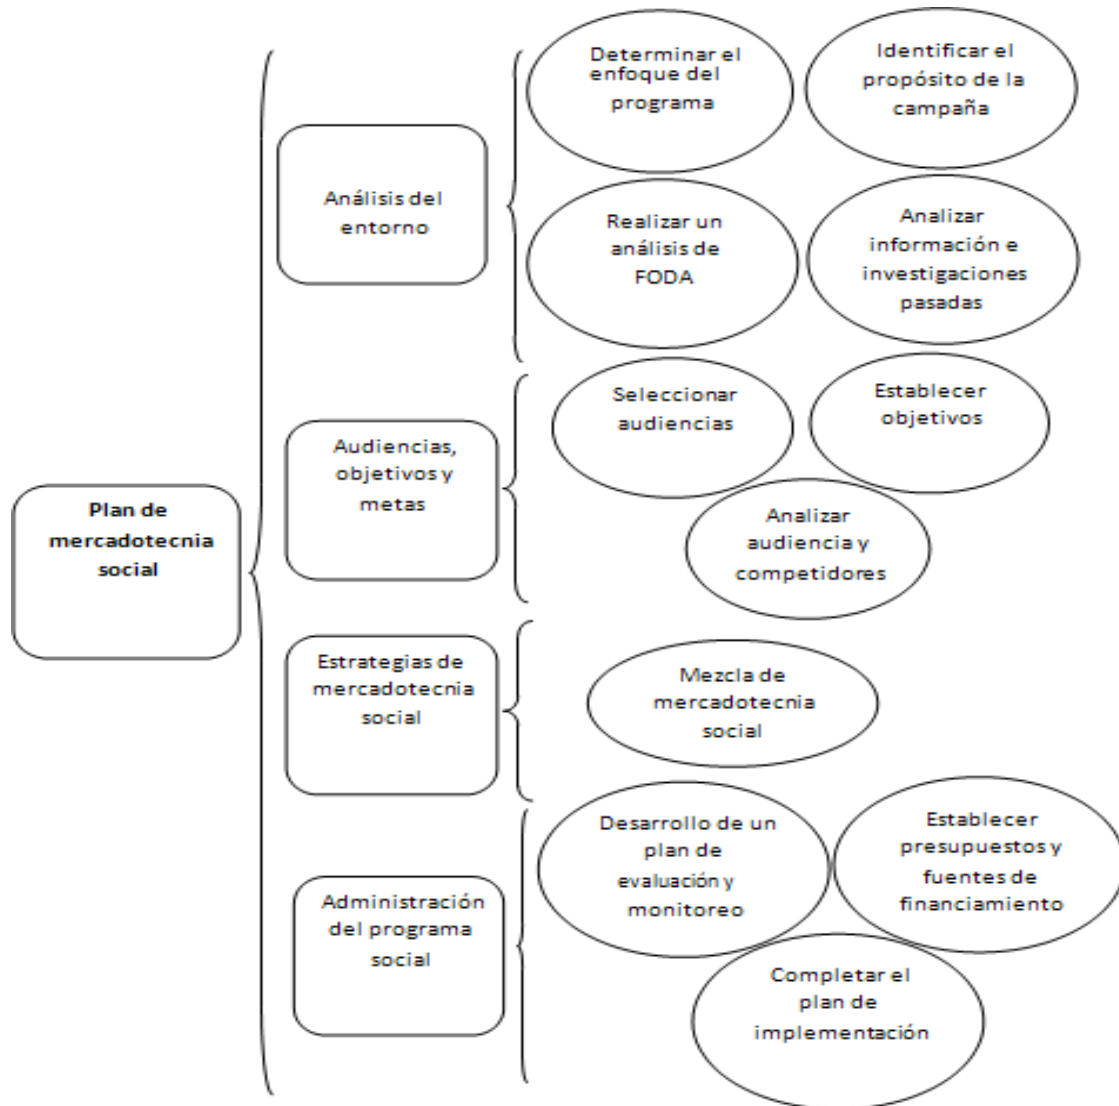 Plan de
mercadotecnia
social
Análisis del
entorno
Determinar el
enfoque del
programa
Identificar el
propósito de la
campaña
Realizar un
análisis de
FODA
Analizar
información e
investigaciones
pasadas
Audiencias,
objetivos y
metas
Seleccionar
audiencias
Establecer
objetivos
Analizar
audiencia y
competidores
Estrategias de
mercadotecnia
social
Mezcla de
mercadotecnia
social
Administración
del programa
social
Desarrollo de un
plan de
evaluación y
monitoreo
Establecer
presupuestos y
fuentes de
financiamiento
Completar el
plan de
implementación